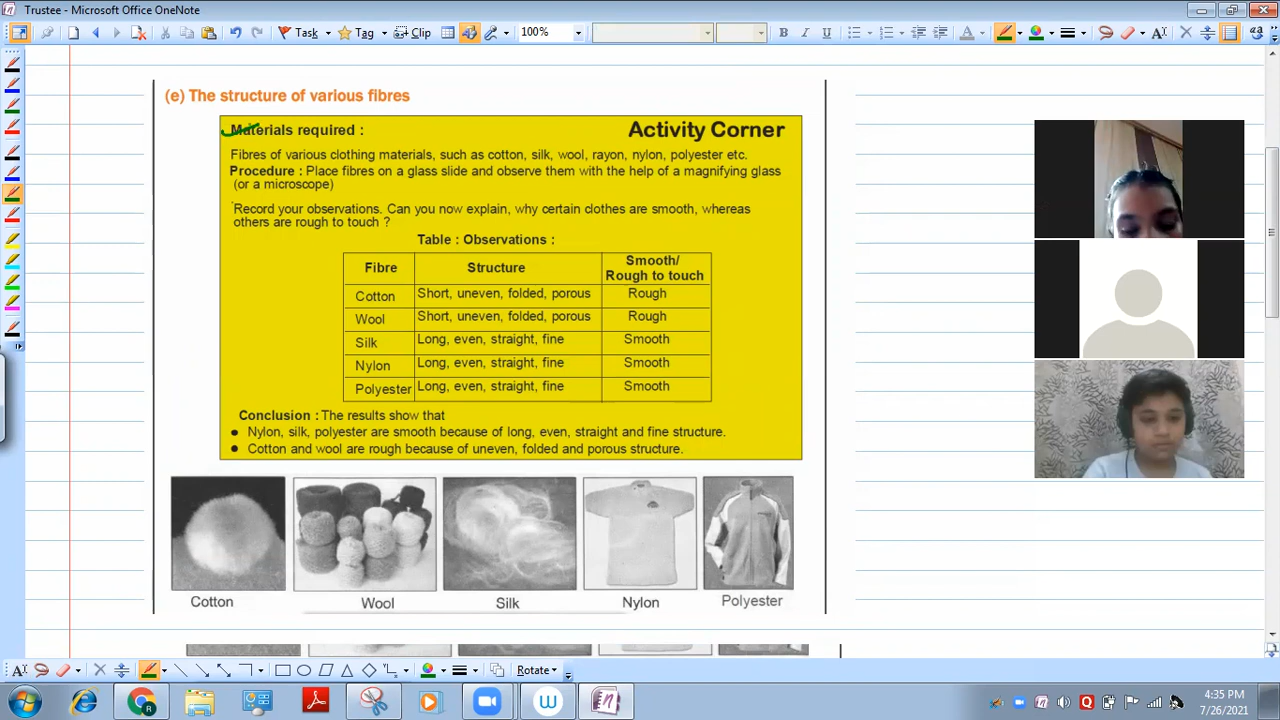 Trustee - Microsoft Office OneNote
Task
Tag
Clip
100%
B I U
(e) The structure of various fibres
Materials required :
Activity Corner
Fibres of various clothing materials, such as cotton, silk, wool, rayon, nylon, polyester etc.
Procedure : Place fibres on a glass slide and observe them with the help of a magnifying glass
(or a microscope)
Record your observations. Can you now explain, why certain clothes are smooth, whereas
others are rough to touch ?
Table : Observations :
Fibre Structure Smooth/
Rough to touch
Cotton Short, uneven, folded, porous Rough
Wool Short, uneven, folded, porous Rough
Silk Long, even, straight, fine Smooth
Nylon Long, even, straight, fine Smooth
Polyester Long, even, straight, fine Smooth
Conclusion : The results show that
• Nylon, silk, polyester are smooth because of long, even, straight and fine structure.
• Cotton and wool are rough because of uneven, folded and porous structure.
Cotton Wool Silk Nylon Polyester
Rotate
4:35 PM
7/26/2021